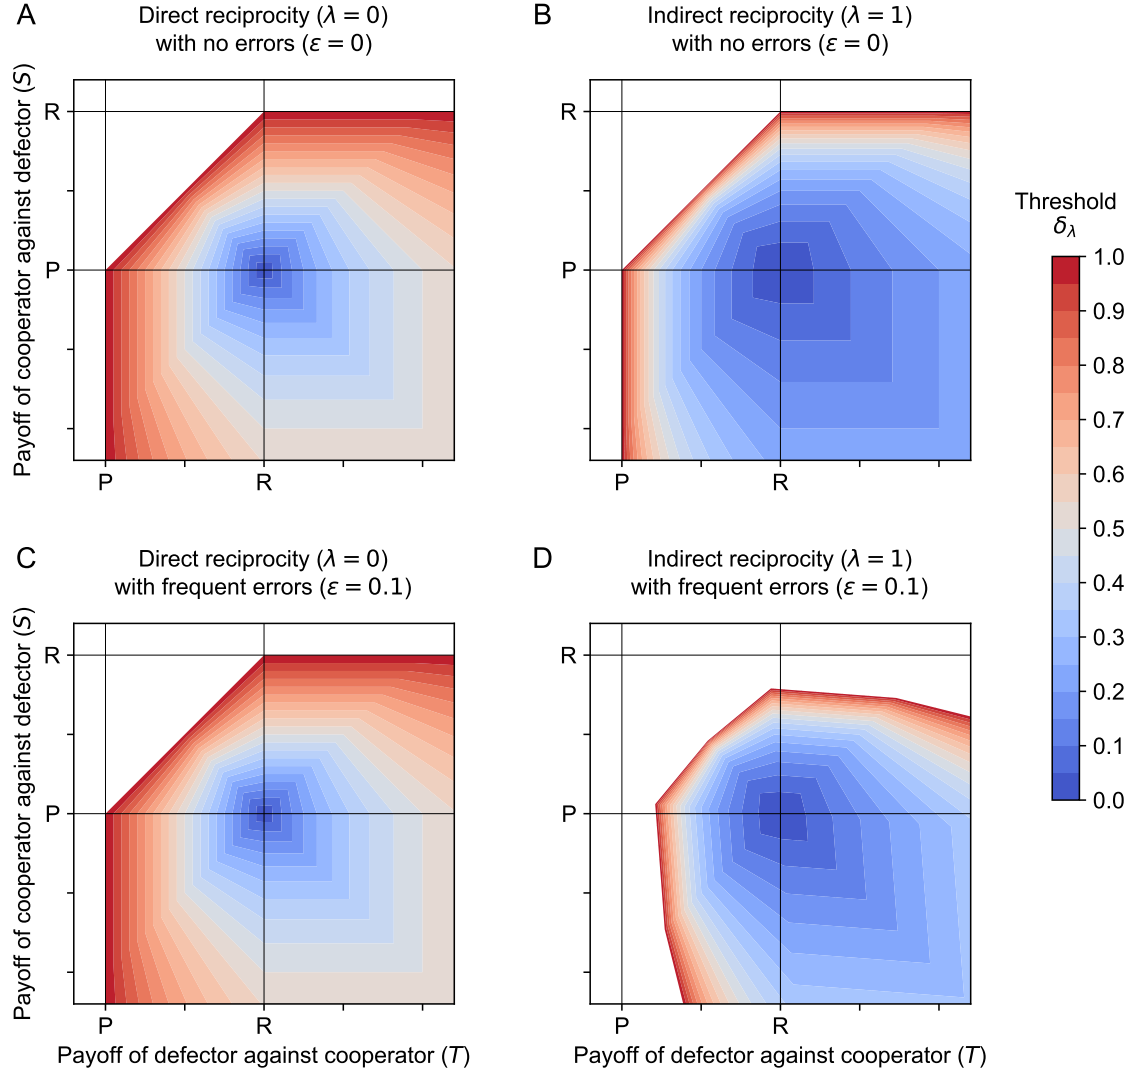 A
Direct reciprocity (λ = 0)
with no errors (ε = 0)
B
Indirect reciprocity (λ = 1)
with no errors (ε = 0)
Payoff of cooperator against defector (S)
R
P
P
R
P
R
Threshold
δλ
1.0
0.9
0.8
0.7
0.6
0.5
0.4
0.3
0.2
0.1
0.0
C
Direct reciprocity (λ = 0)
with frequent errors (ε = 0.1)
D
Indirect reciprocity (λ = 1)
with frequent errors (ε = 0.1)
Payoff of cooperator against defector (S)
R
P
R
P
P
R
P
R
Payoff of defector against cooperator (T)
Payoff of defector against cooperator (T)